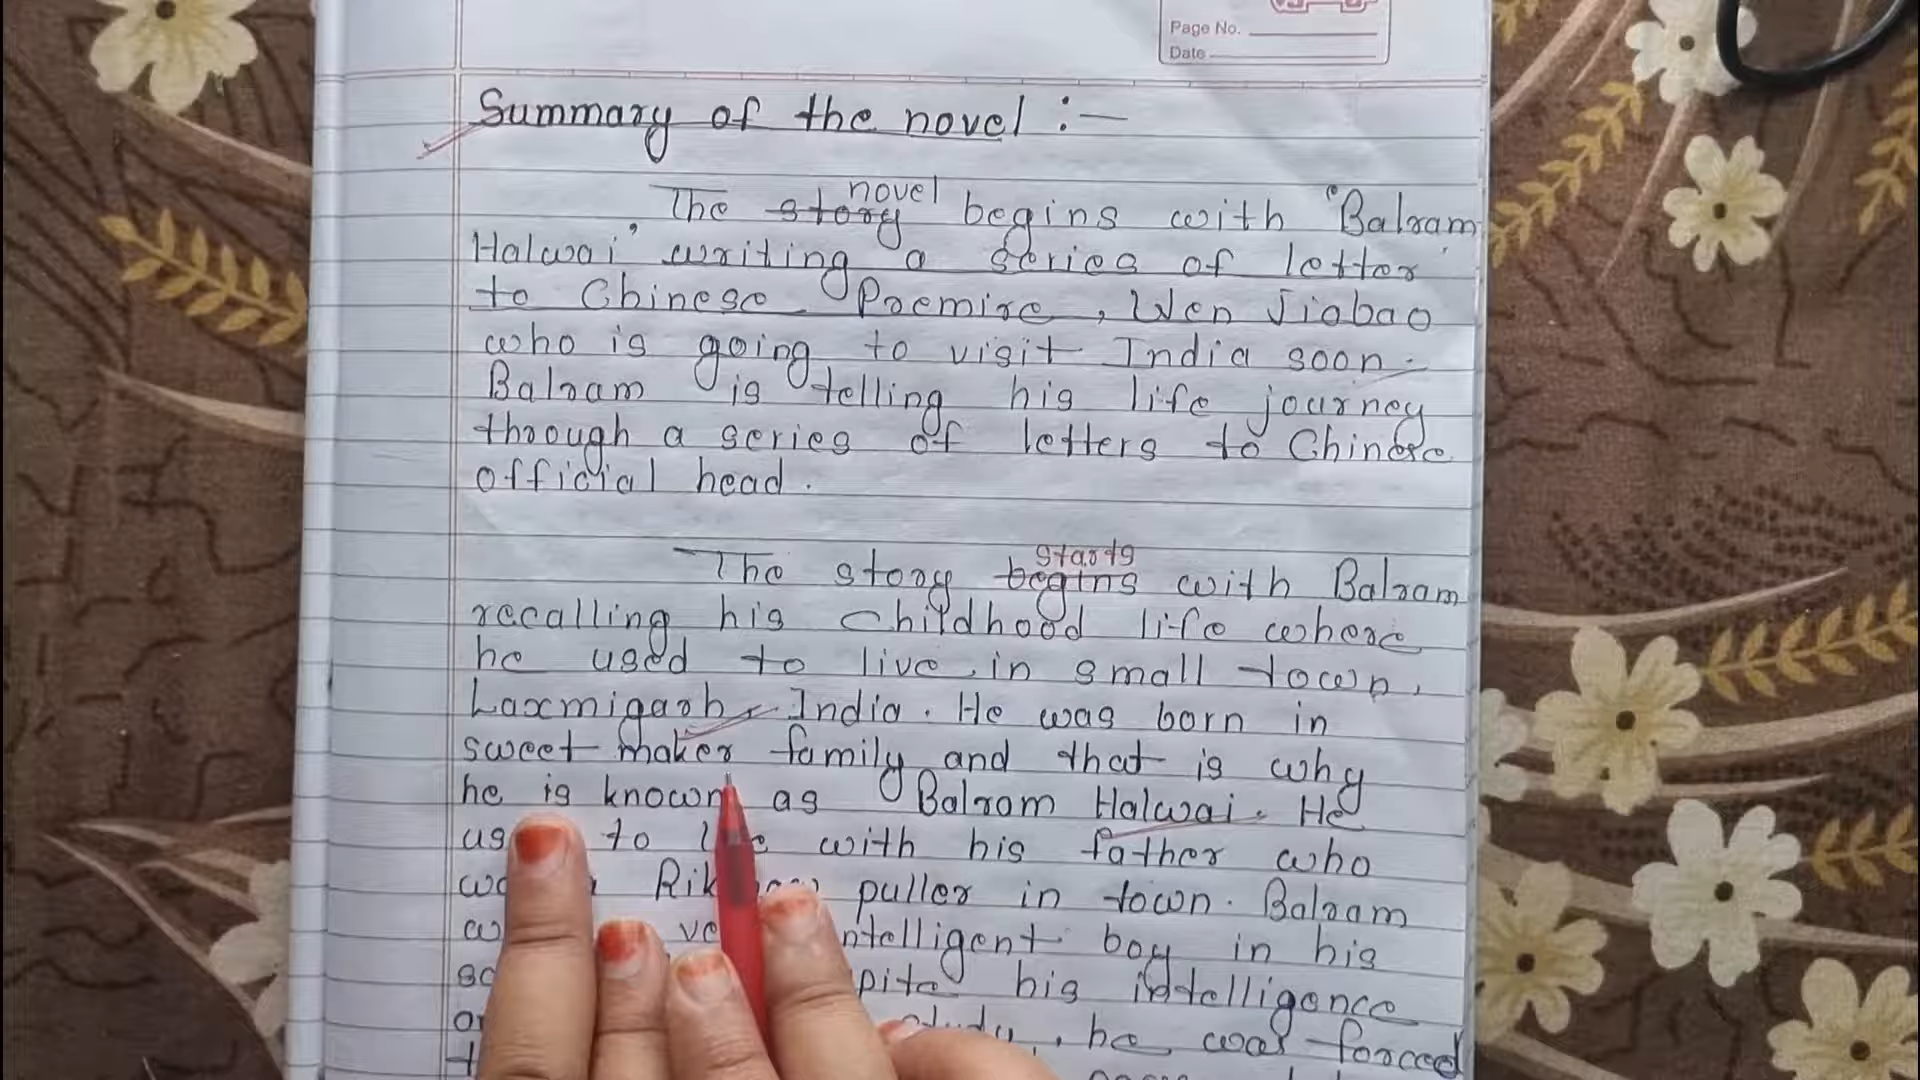 Page No.
Date
Summary of the novel :-
The story novel begins with 'Balram
Halwai' writing a series of letter
to Chinese Premire, Wen Jiabao
who is going to visit India soon.
Balram is telling his life journey
through a series of letters to Chinese
official head.
The story begins starts with Balram
recalling his childhood life where
he used to live in small town,
Laxmigarh, India. He was born in
sweet maker family and that is why
he is known as Balram Halwai. He
to with his father who
puller in town. Balram
intelligent boy in his
his intelligence
study, he was forced